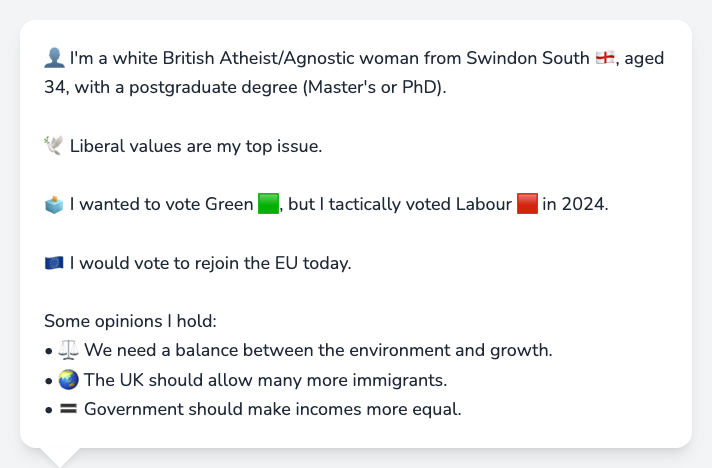 👤 I'm a white British Atheist/Agnostic woman from Swindon South 🏴󠁧󠁢󠁥󠁮󠁧󠁿, aged
34, with a postgraduate degree (Master's or PhD).
🕊️ Liberal values are my top issue.
🗳️ I wanted to vote Green 🟩, but I tactically voted Labour 🟥 in 2024.
🇪🇺 I would vote to rejoin the EU today.
Some opinions I hold:
• ⚖️ We need a balance between the environment and growth.
• 🌏 The UK should allow many more immigrants.
• 🟰 Government should make incomes more equal.